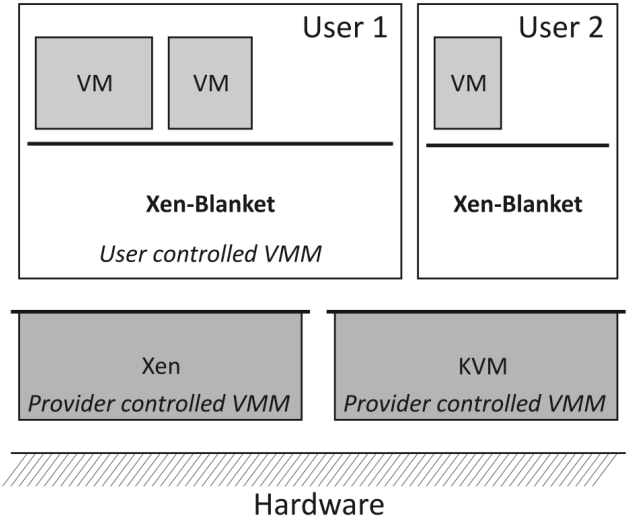 User 1
User 2
VM
VM
VM
Xen-Blanket
Xen-Blanket
User controlled VMM
Xen
KVM
Provider controlled VMM
Provider controlled VMM
Hardware